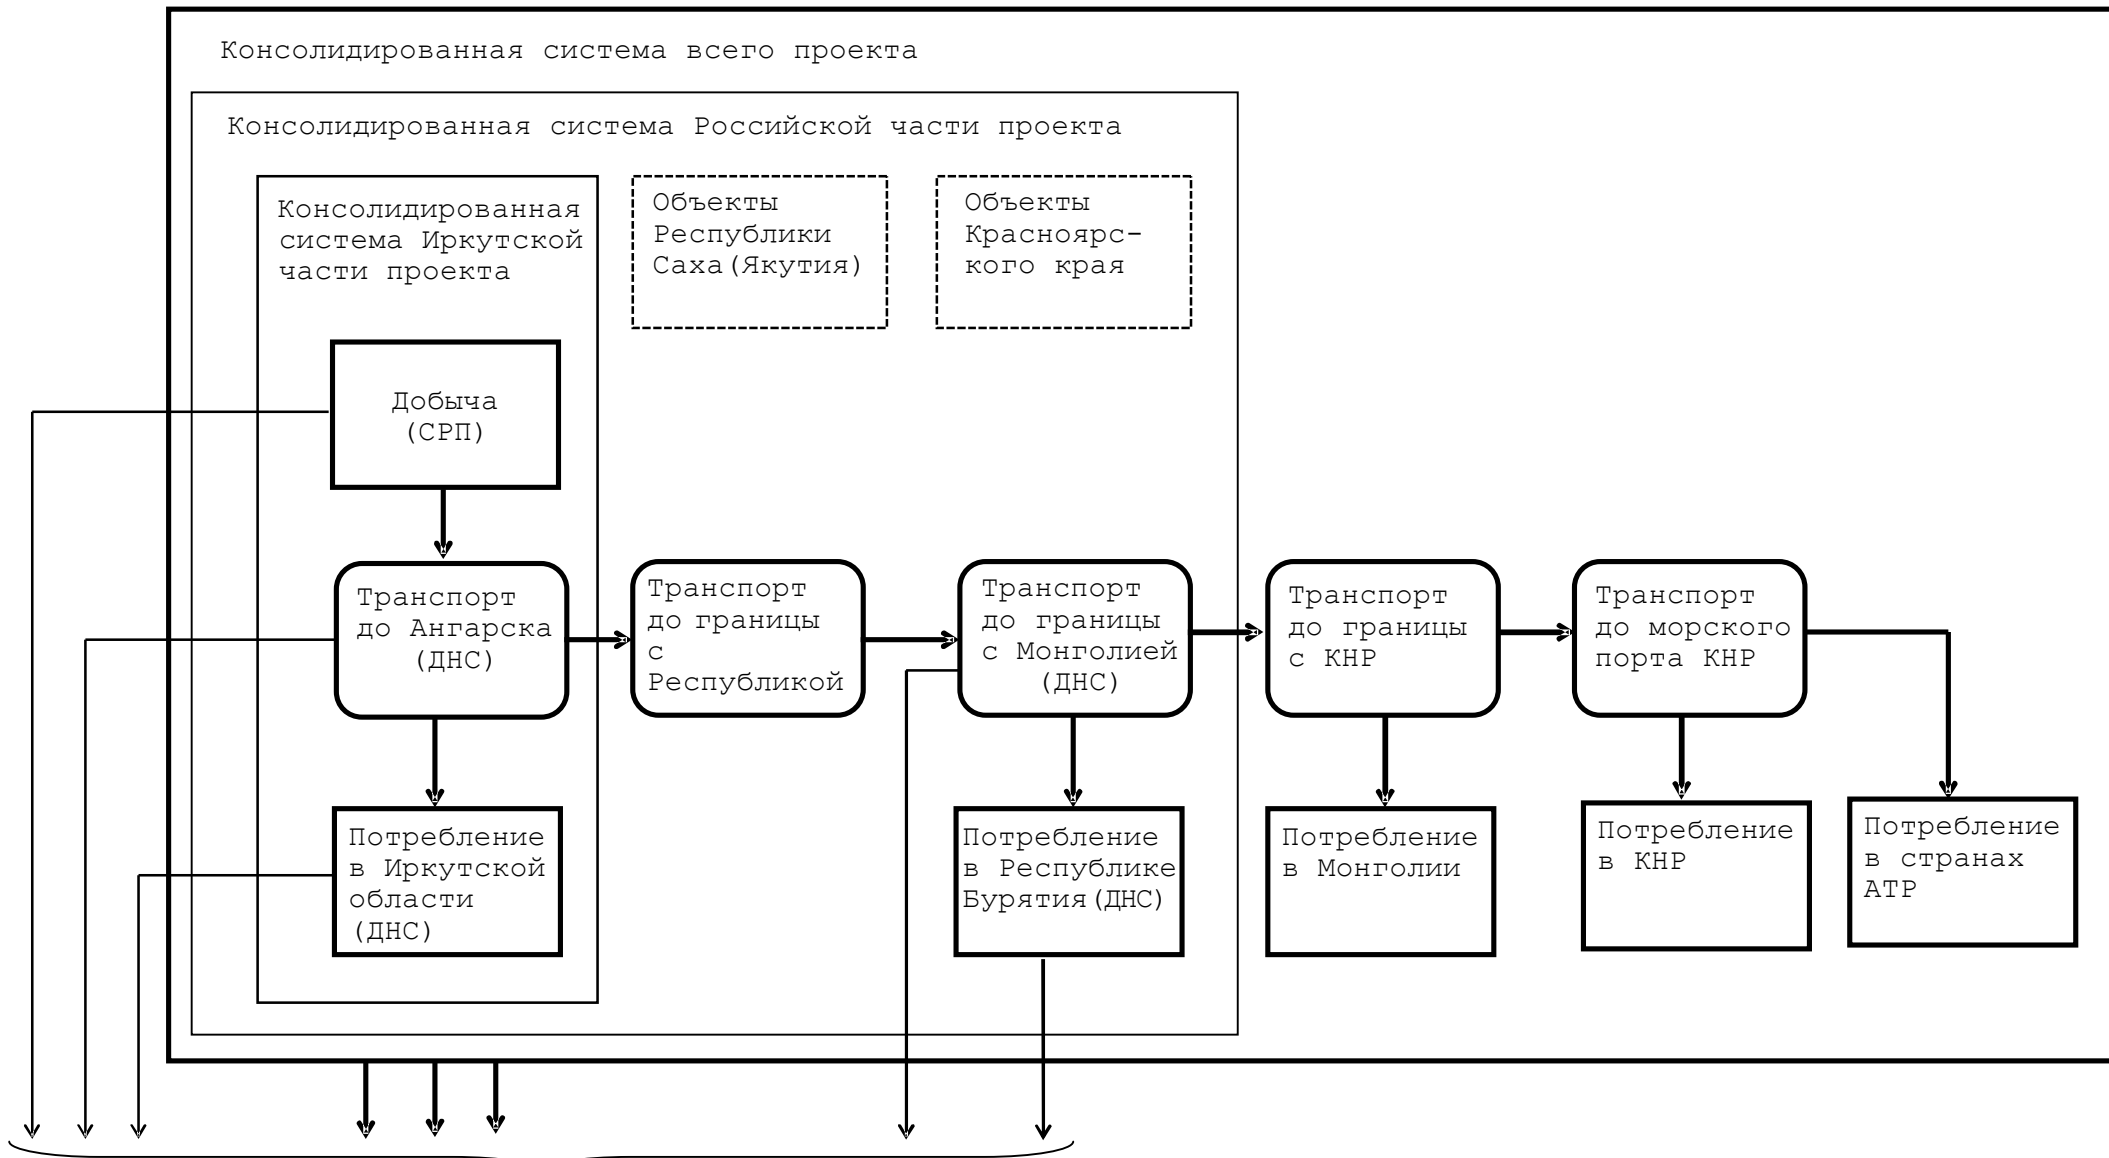 Консолидированная система всего проекта
Консолидированная система Российской части проекта
Консолидированная
система Иркутской
части проекта
Объекты
Республики
Саха(Якутия)
Объекты
Красноярс-
кого края
Добыча
(СРП)
Транспорт
до Ангарска
(ДНС)
Транспорт
до границы
с
Республикой
Транспорт
до границы
с Монголией
(ДНС)
Транспорт
до границы
с КНР
Транспорт
до морского
порта КНР
Потребление
в Иркутской
области
(ДНС)
Потребление
в Республике
Бурятия(ДНС)
Потребление
в Монголии
Потребление
в КНР
Потребление
в странах
АТР